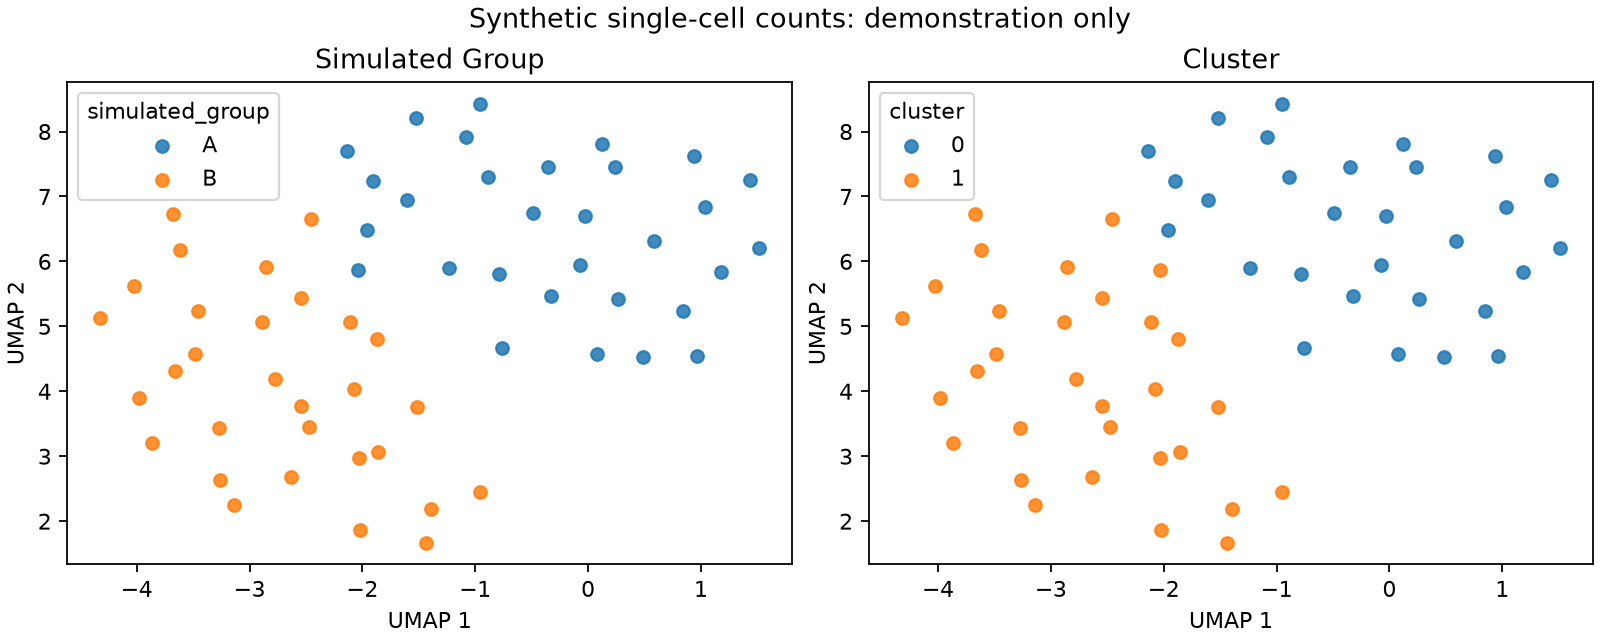 Synthetic single-cell counts: demonstration only
Simulated Group
simulated_group
A
B
8
7
6
5
4
3
2
UMAP 2
−4
−3
−2
−1
0
1
UMAP 1
Cluster
cluster
0
1
8
7
6
5
4
3
2
UMAP 2
−4
−3
−2
−1
0
1
UMAP 1